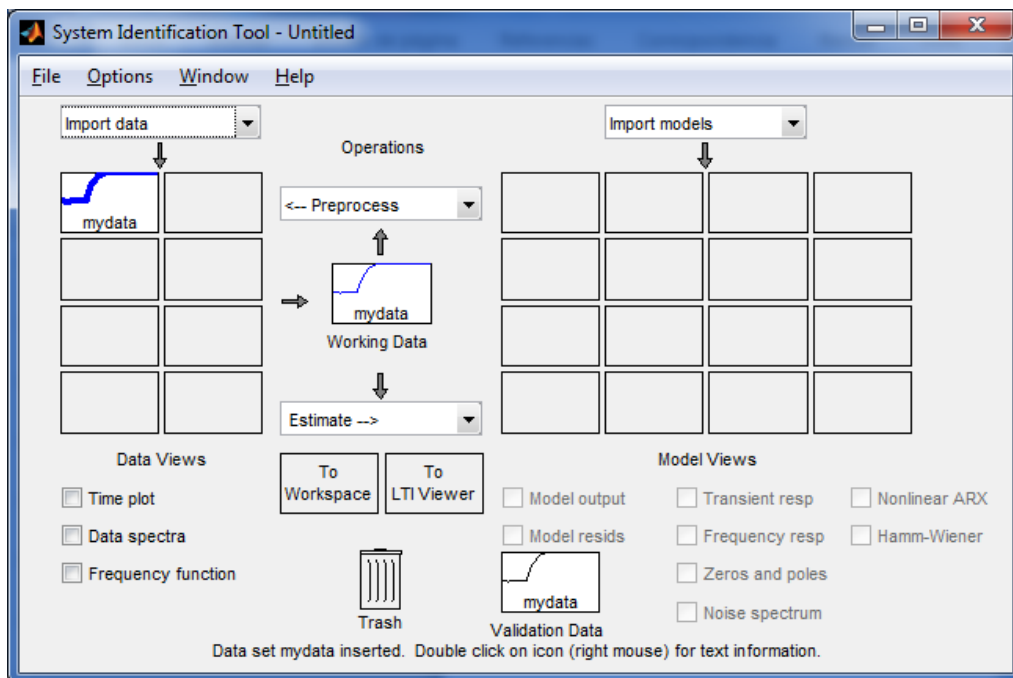 System Identification Tool - Untitled
File Options Window Help
Import data
Import models
Operations
mydata
<-- Preprocess
mydata
Working Data
Estimate -->
Data Views
Model Views
To Workspace
To LTI Viewer
Time plot
Data spectra
Frequency function
Model output
Transient resp
Nonlinear ARX
Model resids
Frequency resp
Hamm-Wiener
Zeros and poles
Noise spectrum
Trash
mydata
Validation Data
Data set mydata inserted. Double click on icon (right mouse) for text information.